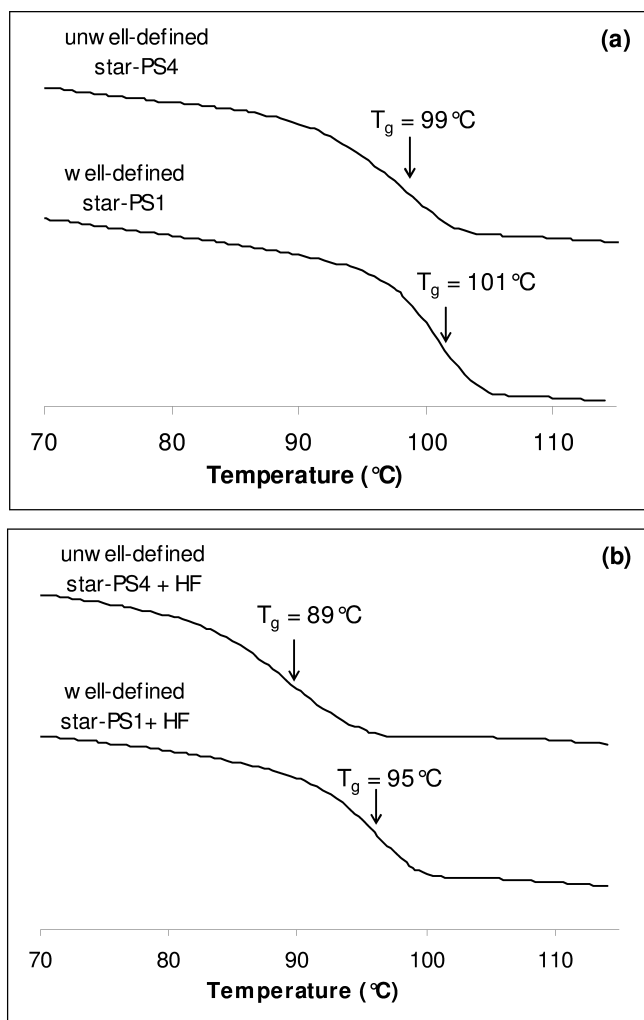 unwell-defined
star-PS4
(a)
Tg = 99°C
well-defined
star-PS1
Tg = 101°C
70 80 90 100 110
Temperature (°C)
unwell-defined
star-PS4 + HF
(b)
Tg = 89°C
well-defined
star-PS1+ HF
Tg = 95°C
70 80 90 100 110
Temperature (°C)